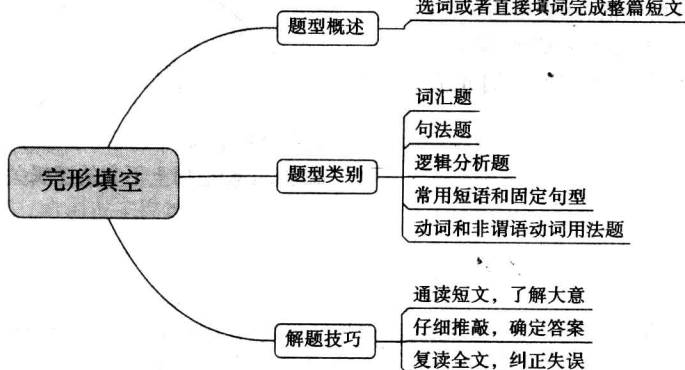 选词或者直接填词完成整篇短文
题型概述
词汇题
句法题
逻辑分析题
常用短语和固定句型
动词和非谓语动词用法题
题型类别
完形填空
通读短文，了解大意
仔细推敲，确定答案
复读全文，纠正失误
解题技巧